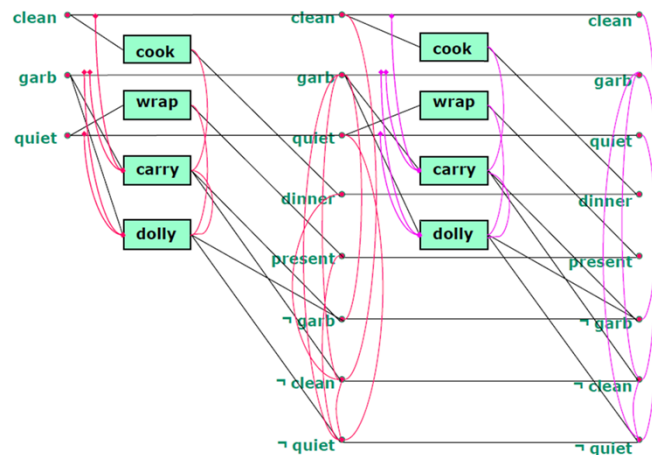 clean
clean
clean
cook
cook
garb
garb
garb
wrap
wrap
quiet
quiet
quiet
carry
carry
dinner
dinner
dolly
dolly
present
present
¬ garb
¬ garb
¬ clean
¬ clean
¬ quiet
¬ quiet